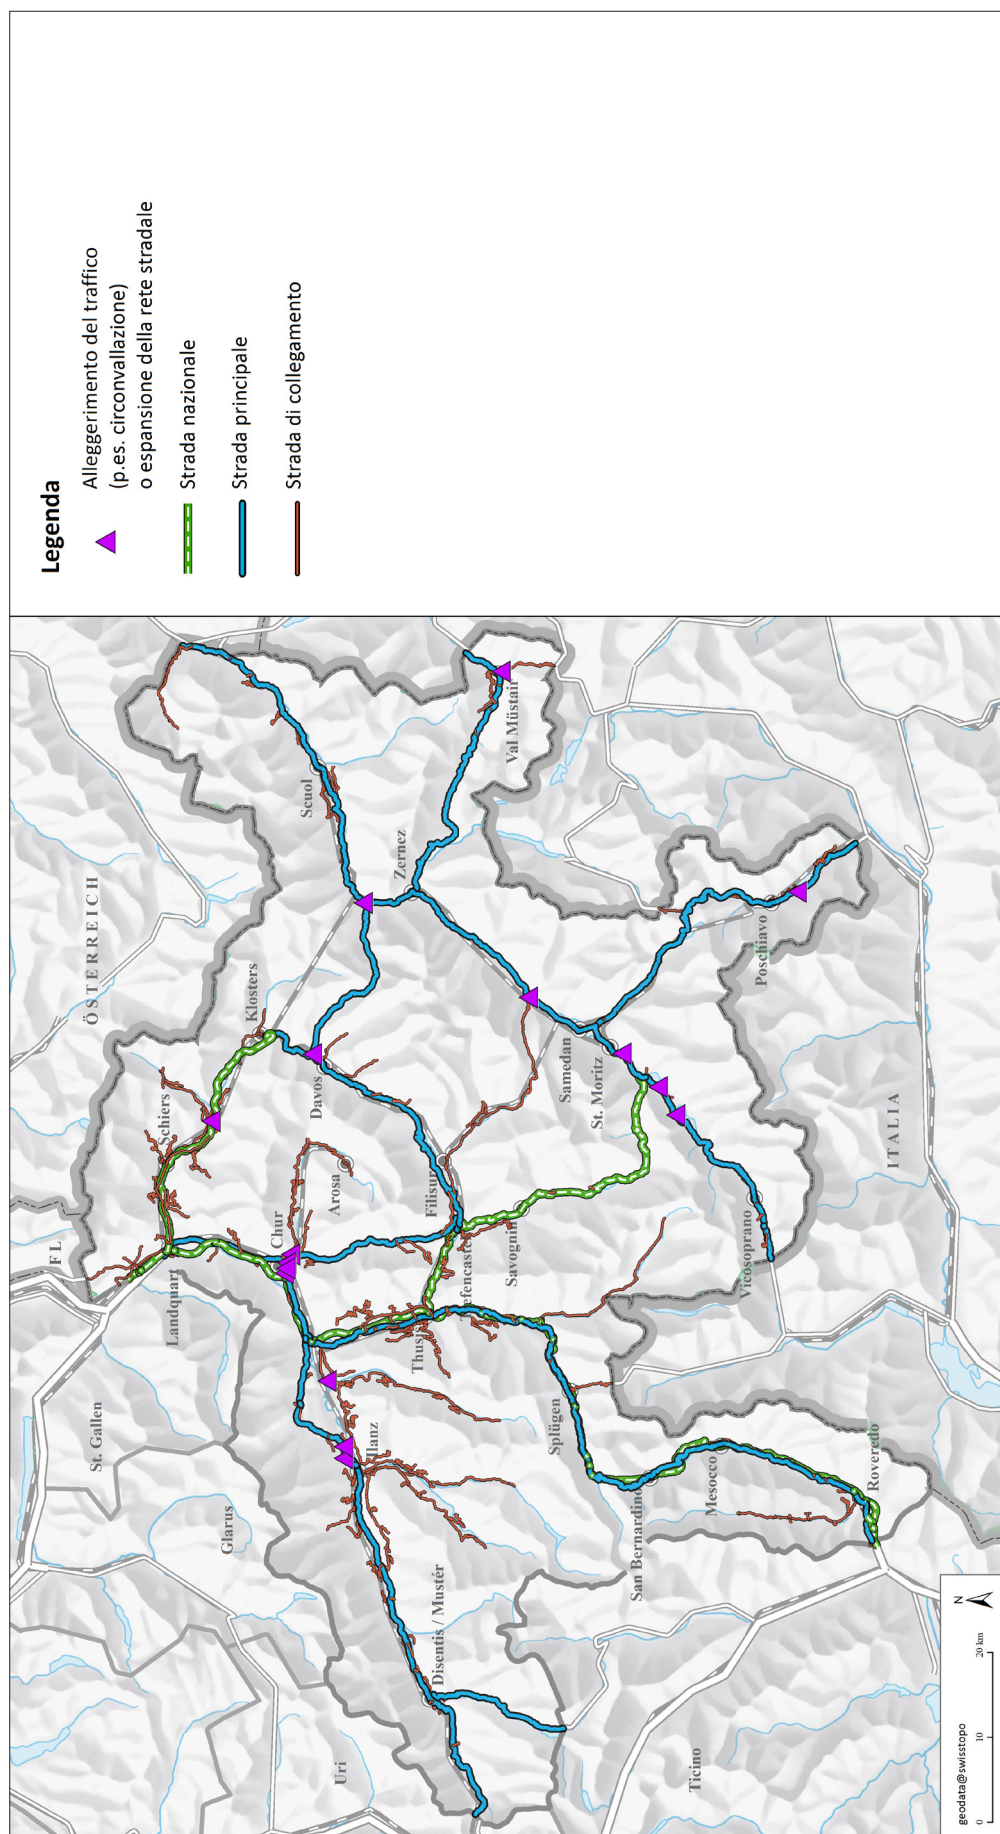 Legenda
Alleggerimento del traffico
(p.es. circonvallazione)
o espansione della rete stradale
Strada nazionale
Strada principale
Strada di collegamento
ÖSTERREICH
FL
St. Gallen
Glarus
Uri
Ticino
ITALIA
Landquart
Schiers
Klosters
Chur
Arosa
Davos
Scuol
Zernez
Val Müstair
Ilanz
Disentis / Mustér
Thusis
Filisur
Savognin
Samedan
St. Moritz
Poschiavo
Vicosoprano
Splügen
San Bernardino
Mesocco
Roveredo
geodata@swisstopo
0 10 20 km
N